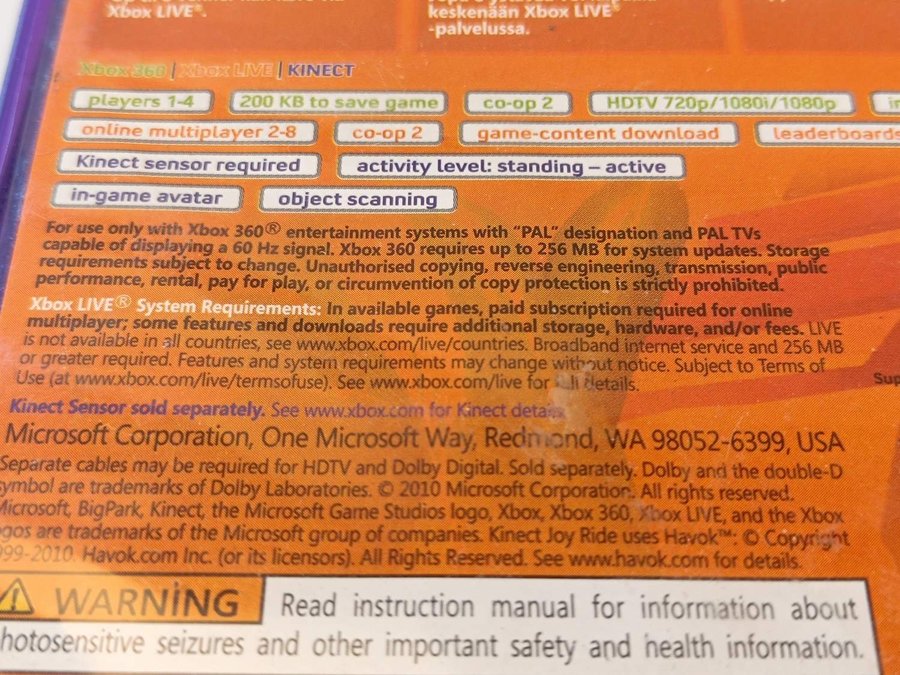 Xbox LIVE®.
keskenään Xbox LIVE®
-palvelussa.
Xbox 360 | Xbox LIVE | KINECT
players 1-4 200 KB to save game co-op 2 HDTV 720p/1080i/1080p
online multiplayer 2-8 co-op 2 game-content download leaderboards
Kinect sensor required activity level: standing – active
in-game avatar object scanning
For use only with Xbox 360® entertainment systems with "PAL" designation and PAL TVs
capable of displaying a 60 Hz signal. Xbox 360 requires up to 256 MB for system updates. Storage
requirements subject to change. Unauthorised copying, reverse engineering, transmission, public
performance, rental, pay for play, or circumvention of copy protection is strictly prohibited.
Xbox LIVE® System Requirements: In available games, paid subscription required for online
multiplayer; some features and downloads require additional storage, hardware, and/or fees. LIVE
is not available in all countries, see www.xbox.com/live/countries. Broadband internet service and 256 MB
or greater required. Features and system requirements may change without notice. Subject to Terms of
Use (at www.xbox.com/live/termsofuse). See www.xbox.com/live for full details.
Sup
Kinect Sensor sold separately. See www.xbox.com for Kinect details
Microsoft Corporation, One Microsoft Way, Redmond, WA 98052-6399, USA
Separate cables may be required for HDTV and Dolby Digital. Sold separately. Dolby and the double-D
symbol are trademarks of Dolby Laboratories. © 2010 Microsoft Corporation. All rights reserved.
Microsoft, BigPark, Kinect, the Microsoft Game Studios logo, Xbox, Xbox 360, Xbox LIVE, and the Xbox
ogos are trademarks of the Microsoft group of companies. Kinect Joy Ride uses Havok™: © Copyright
999-2010. Havok.com Inc. (or its licensors). All Rights Reserved. See www.havok.com for details.
WARNING Read instruction manual for information about
hotosensitive seizures and other important safety and health information.